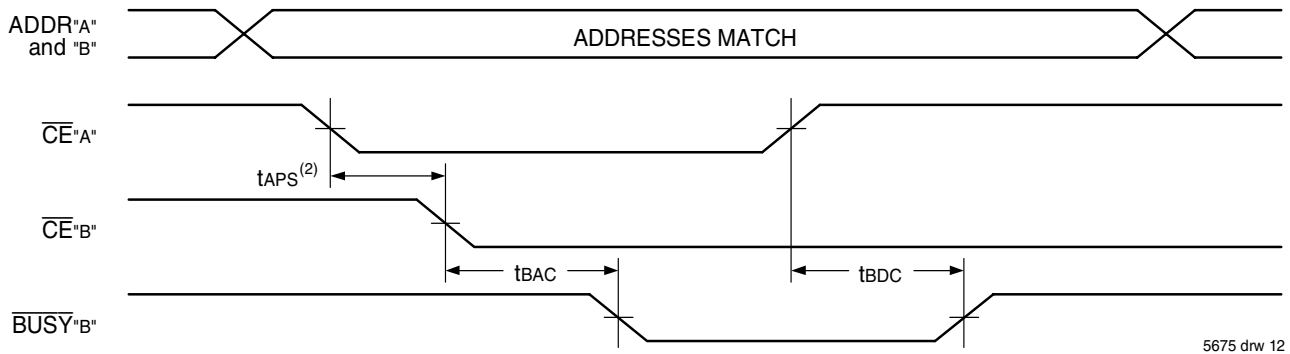 ADDR"A"
and "B"
ADDRESSES MATCH
CE"A"
tAPS(2)
CE"B"
tBAC
tBDC
BUSY"B"
5675 drw 12